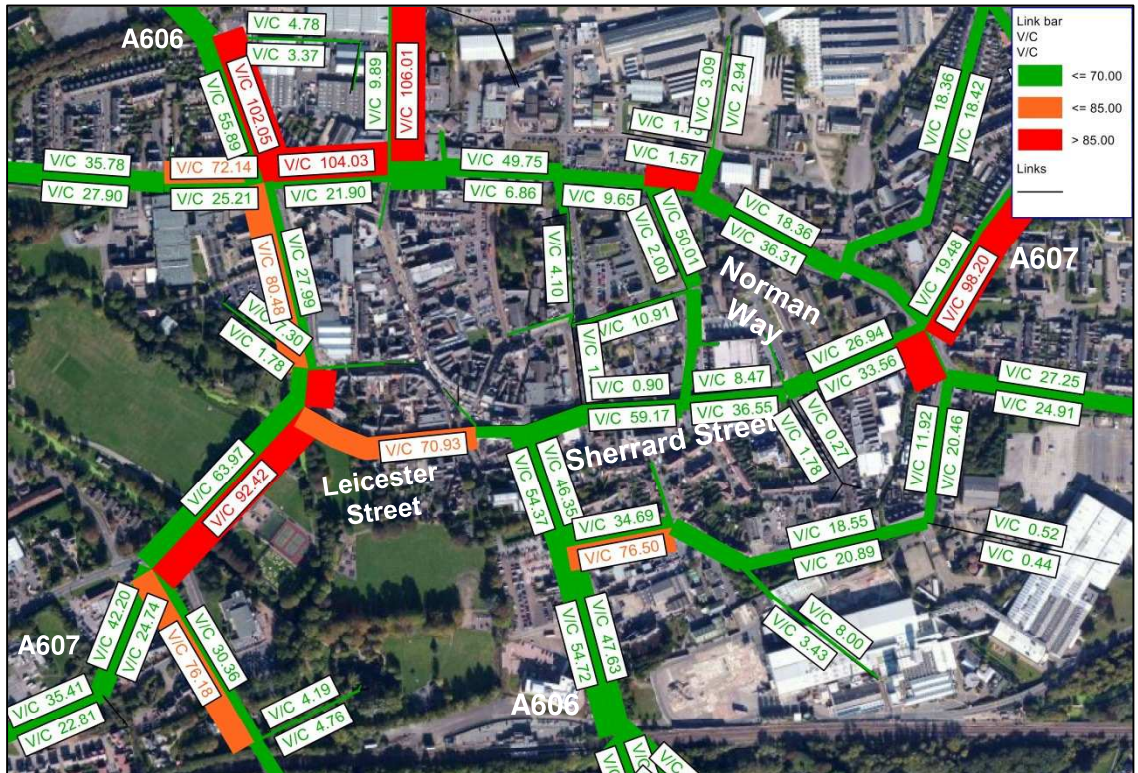 A606
V/C 4.78
V/C 3.37
V/C 9.89
V/C 106.01
V/C 55.89
V/C 102.05
V/C 3.09
V/C 2.94
V/C 18.36
V/C 18.42
Link bar
V/C
V/C
<= 70.00
<= 85.00
> 85.00
Links
V/C 35.78
V/C 27.90
V/C 72.14
V/C 25.21
V/C 104.03
V/C 21.90
V/C 49.75
V/C 6.86
V/C 1.57
V/C 9.65
V/C 2.00
V/C 50.01
V/C 18.36
V/C 36.31
V/C 19.48
V/C 98.20
A607
V/C 80.48
V/C 27.99
V/C 4.10
Norman
Way
V/C 10.91
V/C 1.78
V/C 26.94
V/C 33.56
V/C 0.90
V/C 59.17
V/C 8.47
V/C 36.55
V/C 27.25
V/C 24.91
V/C 1.78
V/C 0.27
V/C 11.92
V/C 20.46
V/C 70.93
Leicester
Street
Sherrard Street
V/C 63.97
V/C 92.42
V/C 54.37
V/C 46.35
V/C 34.69
V/C 76.50
V/C 18.55
V/C 20.89
V/C 0.52
V/C 0.44
V/C 8.00
V/C 3.43
A607
V/C 42.20
V/C 24.74
V/C 30.36
V/C 76.18
V/C 35.41
V/C 22.81
V/C 4.19
V/C 4.76
V/C 54.72
V/C 47.63
A606